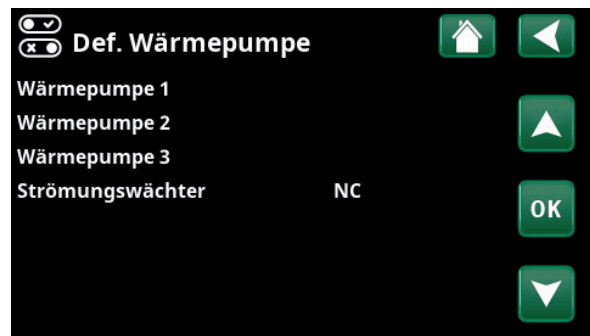 Def. Wärmepumpe
Wärmepumpe 1
Wärmepumpe 2
Wärmepumpe 3
Strömungswächter NC
OK